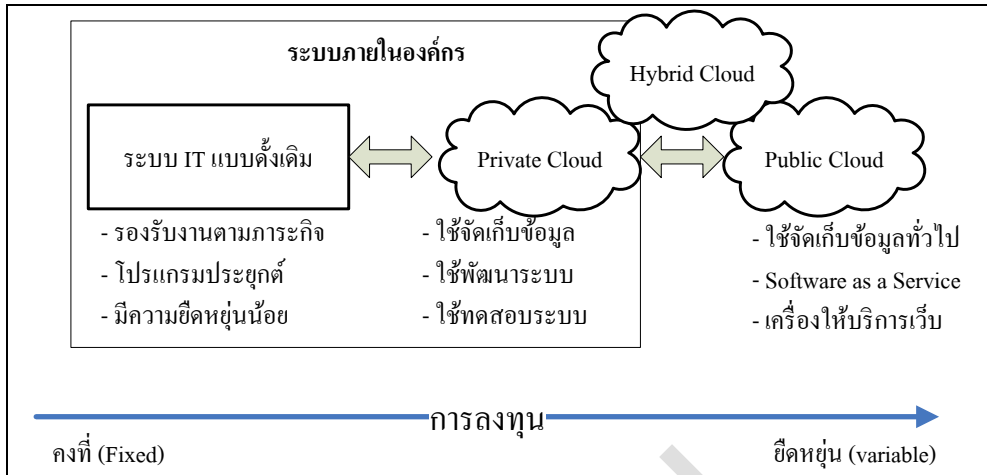 ระบบภายในองค์กร
Hybrid Cloud
ระบบ IT แบบดั้งเดิม
Private Cloud
Public Cloud
- รองรับงานตามภาระกิจ
- โปรแกรมประยุกต์
- มีความยืดหยุ่นน้อย
- ใช้จัดเก็บข้อมูล
- ใช้พัฒนาระบบ
- ใช้ทดสอบระบบ
- ใช้จัดเก็บข้อมูลทั่วไป
- Software as a Service
- เครื่องให้บริการเว็บ
การลงทุน
คงที่ (Fixed)
ยืดหยุ่น (variable)